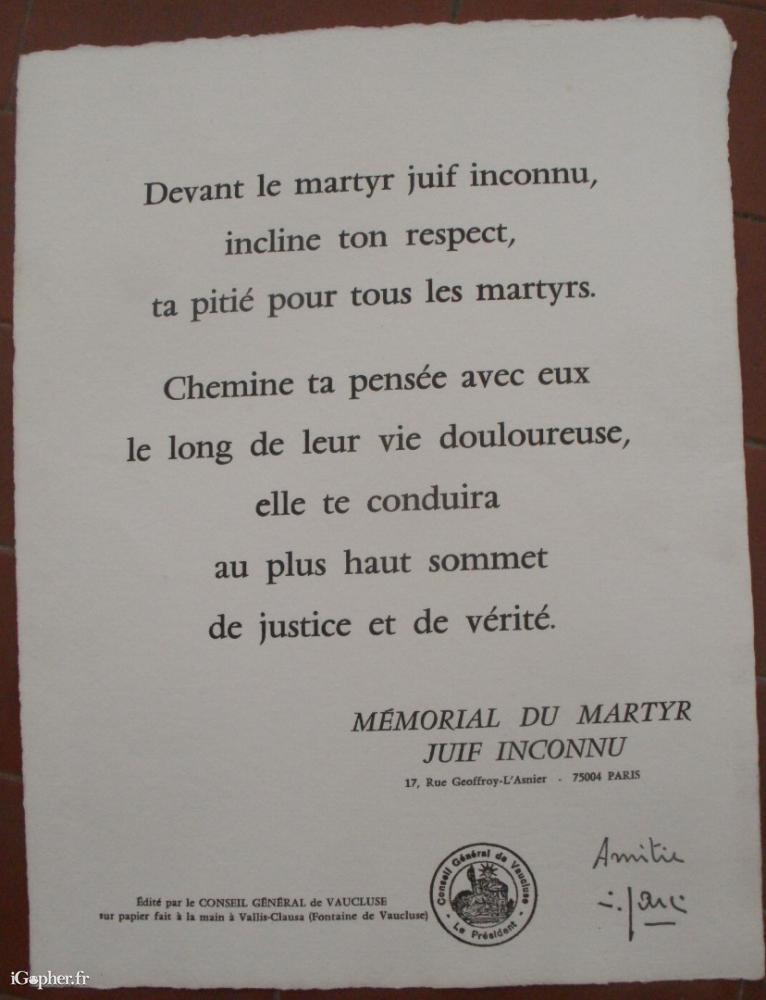 Devant le martyr juif inconnu,
incline ton respect,
ta pitié pour tous les martyrs.
Chemine ta pensée avec eux
le long de leur vie douloureuse,
elle te conduira
au plus haut sommet
de justice et de vérité.
MÉMORIAL DU MARTYR
JUIF INCONNU
17, Rue Geoffroy-L'Asnier - 75004 PARIS
Édité par le CONSEIL GÉNÉRAL de VAUCLUSE
sur papier fait à la main à Vallis-Clausa (Fontaine de Vaucluse)
Conseil Général de Vaucluse
- Le Président -
Amitié
iGopher.fr